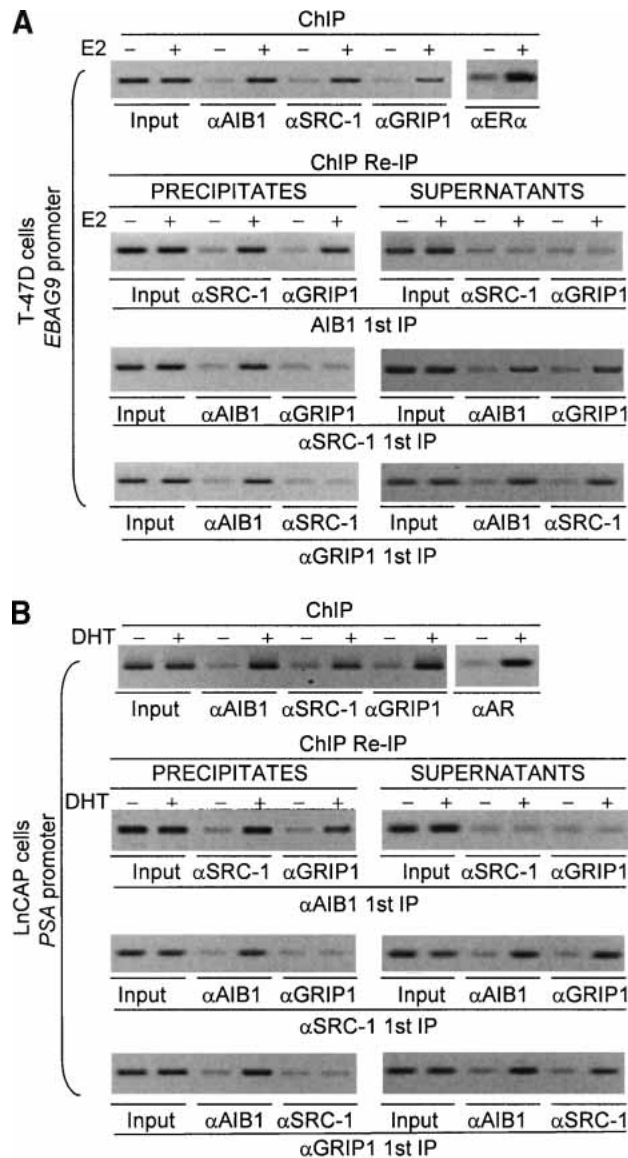 A
ChIP
E2 – + – + – + – + – +
Input αAIB1 αSRC-1 αGRIP1 αERα
ChIP Re-IP
PRECIPITATES SUPERNATANTS
E2 – + – + – + – + – + – +
Input αSRC-1 αGRIP1 Input αSRC-1 αGRIP1
AIB1 1st IP
Input αAIB1 αGRIP1 Input αAIB1 αGRIP1
αSRC-1 1st IP
Input αAIB1 αSRC-1 Input αAIB1 αSRC-1
αGRIP1 1st IP
T-47D cells
EBAG9 promoter
B
ChIP
DHT – + – + – + – + – +
Input αAIB1 αSRC-1 αGRIP1 αAR
ChIP Re-IP
PRECIPITATES SUPERNATANTS
DHT – + – + – + – + – + – +
Input αSRC-1 αGRIP1 Input αSRC-1 αGRIP1
αAIB1 1st IP
Input αAIB1 αGRIP1 Input αAIB1 αGRIP1
αSRC-1 1st IP
Input αAIB1 αSRC-1 Input αAIB1 αSRC-1
αGRIP1 1st IP
LnCAP cells
PSA promoter